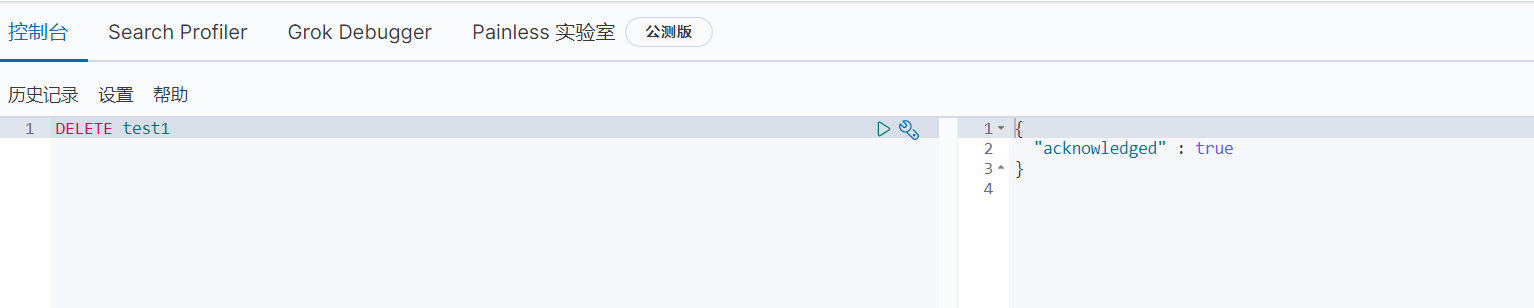 控制台 Search Profiler Grok Debugger Painless 实验室 公测版
历史记录 设置 帮助
1 DELETE test1
1 {
2 "acknowledged" : true
3 }
4